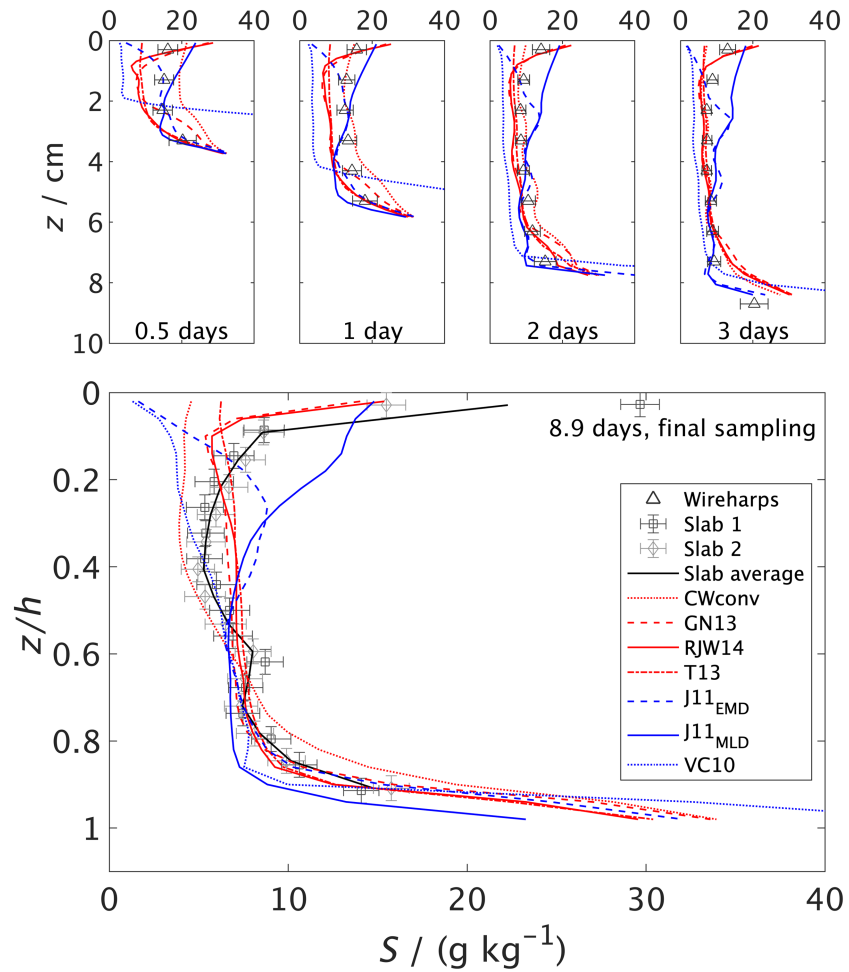 0 20 40 0 20 40 0 20 40 0 20 40
0
2
4
6
8
10
z / cm
0.5 days
1 day
2 days
3 days
0
0.2
0.4
0.6
0.8
1
z/h
8.9 days, final sampling
Wireharps
Slab 1
Slab 2
Slab average
CWconv
GN13
RJW14
T13
J11EMD
J11MLD
VC10
0 10 20 30 40
S / (g kg⁻¹)